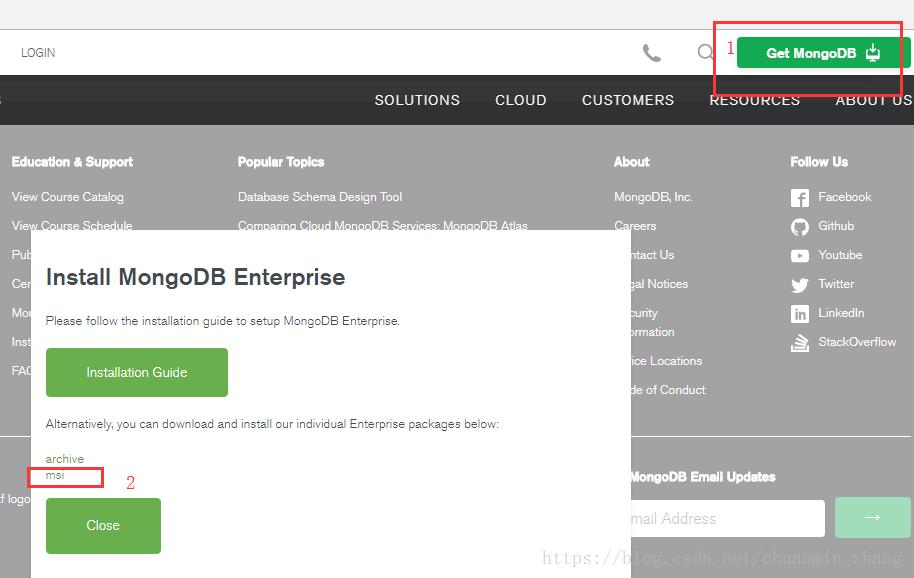 LOGIN
1
Get MongoDB
SOLUTIONS CLOUD CUSTOMERS RESOURCES ABOUT US
Education & Support
View Course Catalog
View Course Schedule
Popular Topics
Database Schema Design Tool
Comparing Cloud MongoDB Services: MongoDB Atlas
About
MongoDB, Inc.
Careers
ntact Us
gal Notices
curity
ormation
ice Locations
de of Conduct
Follow Us
Facebook
Github
Youtube
Twitter
LinkedIn
StackOverflow
Pub
Cer
Mor
Inst
FAQ
Install MongoDB Enterprise
Please follow the installation guide to setup MongoDB Enterprise.
Installation Guide
Alternatively, you can download and install our individual Enterprise packages below:
archive
msi
2
Close
f logo
MongoDB Email Updates
mail Address
→
https://blog.csdn.net/chuanmin_zhang